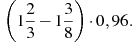 (1 2/3 − 1 3/8) · 0,96.